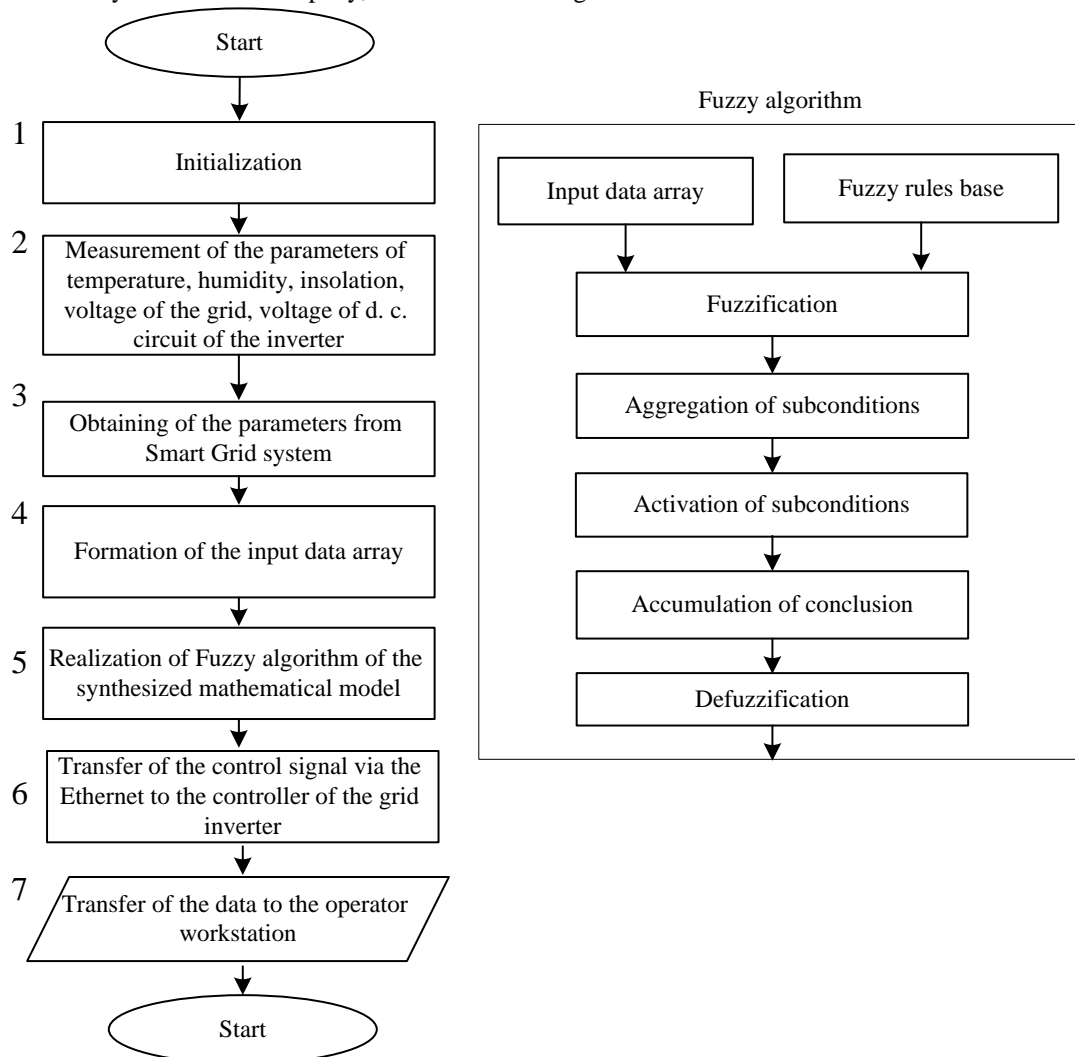 Start
1
Initialization
2
Measurement of the parameters of
temperature, humidity, insolation,
voltage of the grid, voltage of d. c.
circuit of the inverter
3
Obtaining of the parameters from
Smart Grid system
4
Formation of the input data array
5
Realization of Fuzzy algorithm of the
synthesized mathematical model
6
Transfer of the control signal via the
Ethernet to the controller of the grid
inverter
7
Transfer of the data to the operator
workstation
Start
Fuzzy algorithm
Input data array
Fuzzy rules base
Fuzzification
Aggregation of subconditions
Activation of subconditions
Accumulation of conclusion
Defuzzification